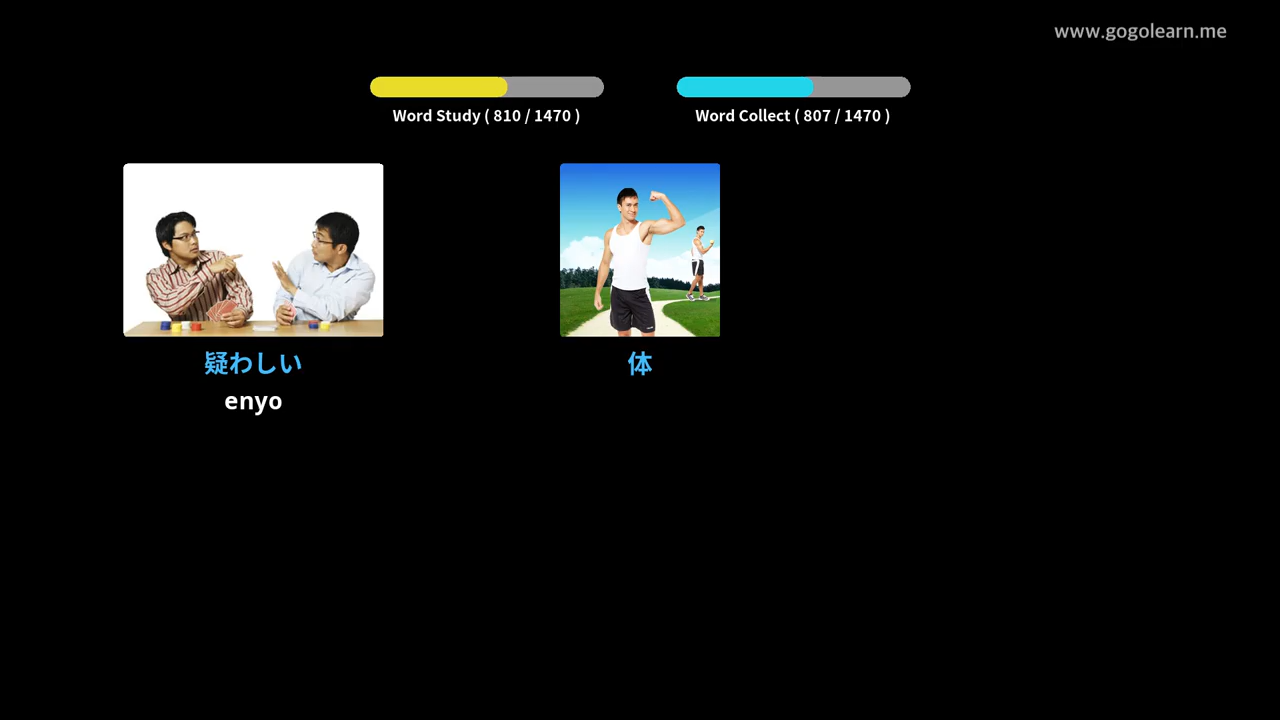 www.gogolearn.me
Word Study ( 810 / 1470 )
Word Collect ( 807 / 1470 )
疑わしい
enyo
体